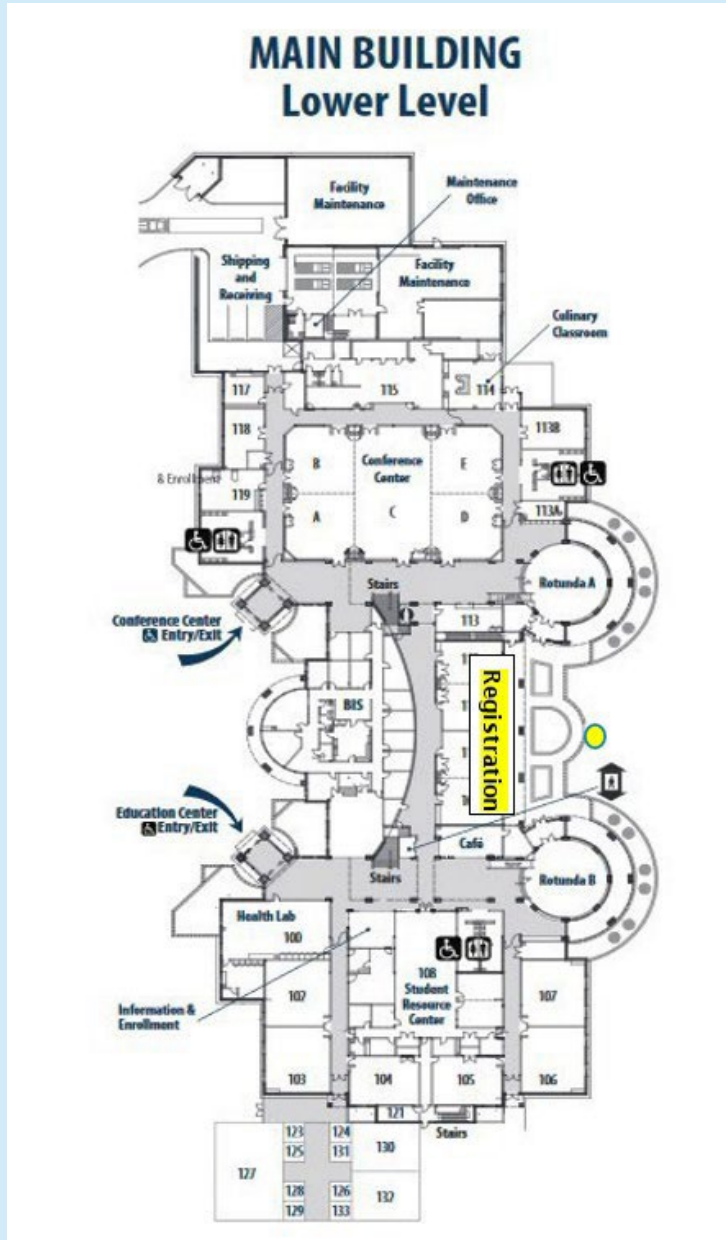 MAIN BUILDING
Lower Level
Facility
Maintenance
Maintenance
Office
Shipping
and
Receiving
Facility
Maintenance
Culinary
Classroom
117
115
114
118
113B
B
Conference
Center
E
& Enrollment
119
A
C
D
113A
Stairs
Rotunda A
Conference Center
Entry/Exit
113
BIS
Registration
Education Center
Entry/Exit
Café
Stairs
Rotunda B
Health Lab
100
102
108
Student
Resource
Center
107
Information &
Enrollment
103
104
105
106
121
Stairs
123
124
125
131
130
127
128
126
132
129
133